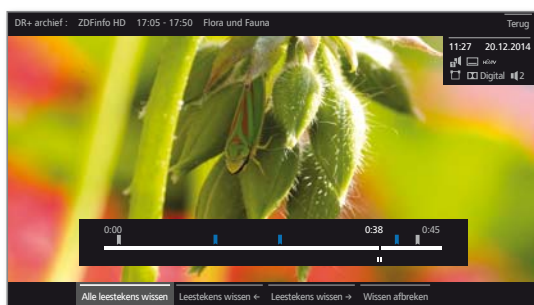 DR+ archief : ZDFinfo HD 17:05 - 17:50 Flora und Fauna Terug
11:27 20.12.2014
Digital 2
0:00 0:38 0:45
Alle leestekens wissen Leestekens wissen ← Leestekens wissen → Wissen afbreken